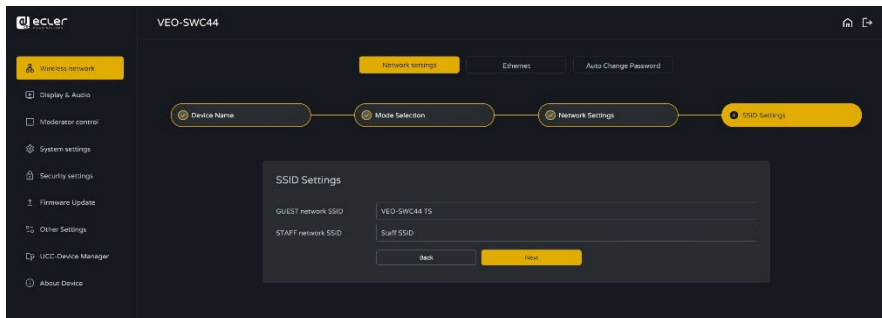 ecler
VEO-SWC44
Wireless network
Display & Audio
Moderator control
System settings
Security settings
Firmware Update
Other Settings
UCC-Device Manager
About Device
Network settings
Ethernet
Auto Change Password
Device Name
Mode Selection
Network Settings
4 SSID Settings
SSID Settings
GUEST network SSID VEO-SWC44 TS
STAFF network SSID Staff SSID
Back
Next